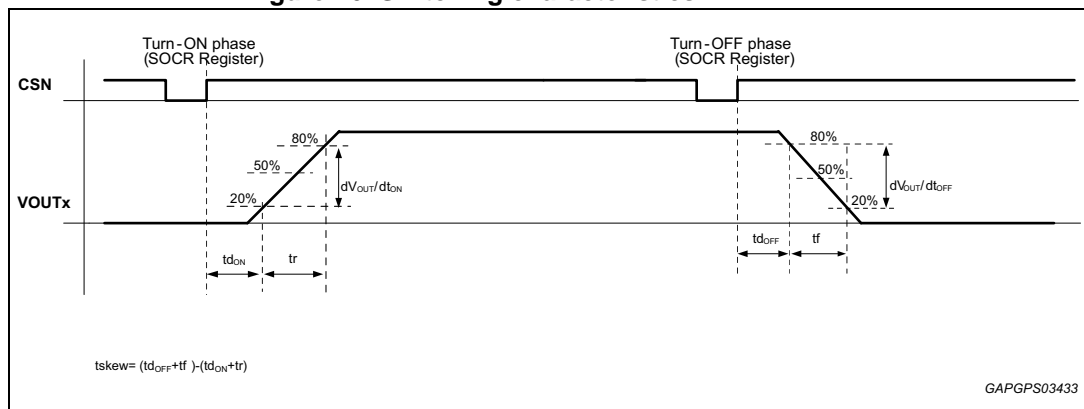 Turn-ON phase
(SOCR Register)
Turn-OFF phase
(SOCR Register)
CSN
80%
50%
20%
dVOUT/dtON
80%
50%
20%
dVOUT/dtOFF
VOUTx
tdON
tr
tdOFF
tf
tskew= (tdOFF+tf )-(tdON+tr)
GAPGPS03433